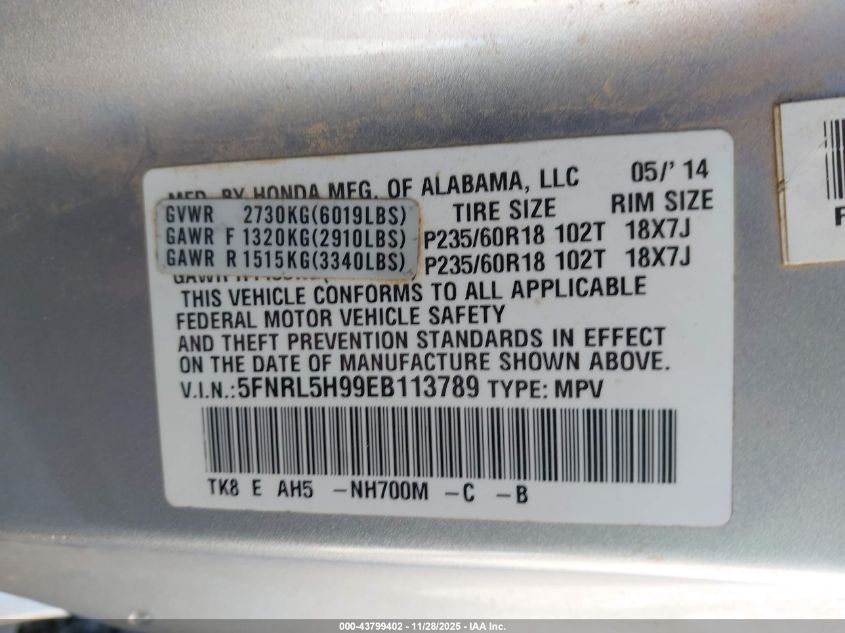 MFD. BY HONDA MFG. OF ALABAMA, LLC 05/'14
GVWR 2730KG(6019LBS) TIRE SIZE RIM SIZE
GAWR F 1320KG(2910LBS) P235/60R18 102T 18X7J
GAWR R 1515KG(3340LBS) P235/60R18 102T 18X7J
THIS VEHICLE CONFORMS TO ALL APPLICABLE
FEDERAL MOTOR VEHICLE SAFETY
AND THEFT PREVENTION STANDARDS IN EFFECT
ON THE DATE OF MANUFACTURE SHOWN ABOVE.
V.I.N.:5FNRL5H99EB113789 TYPE: MPV
TK8 E AH5 -NH700M -C -B
F
000-43799402 - 11/28/2025 - IAA Inc.